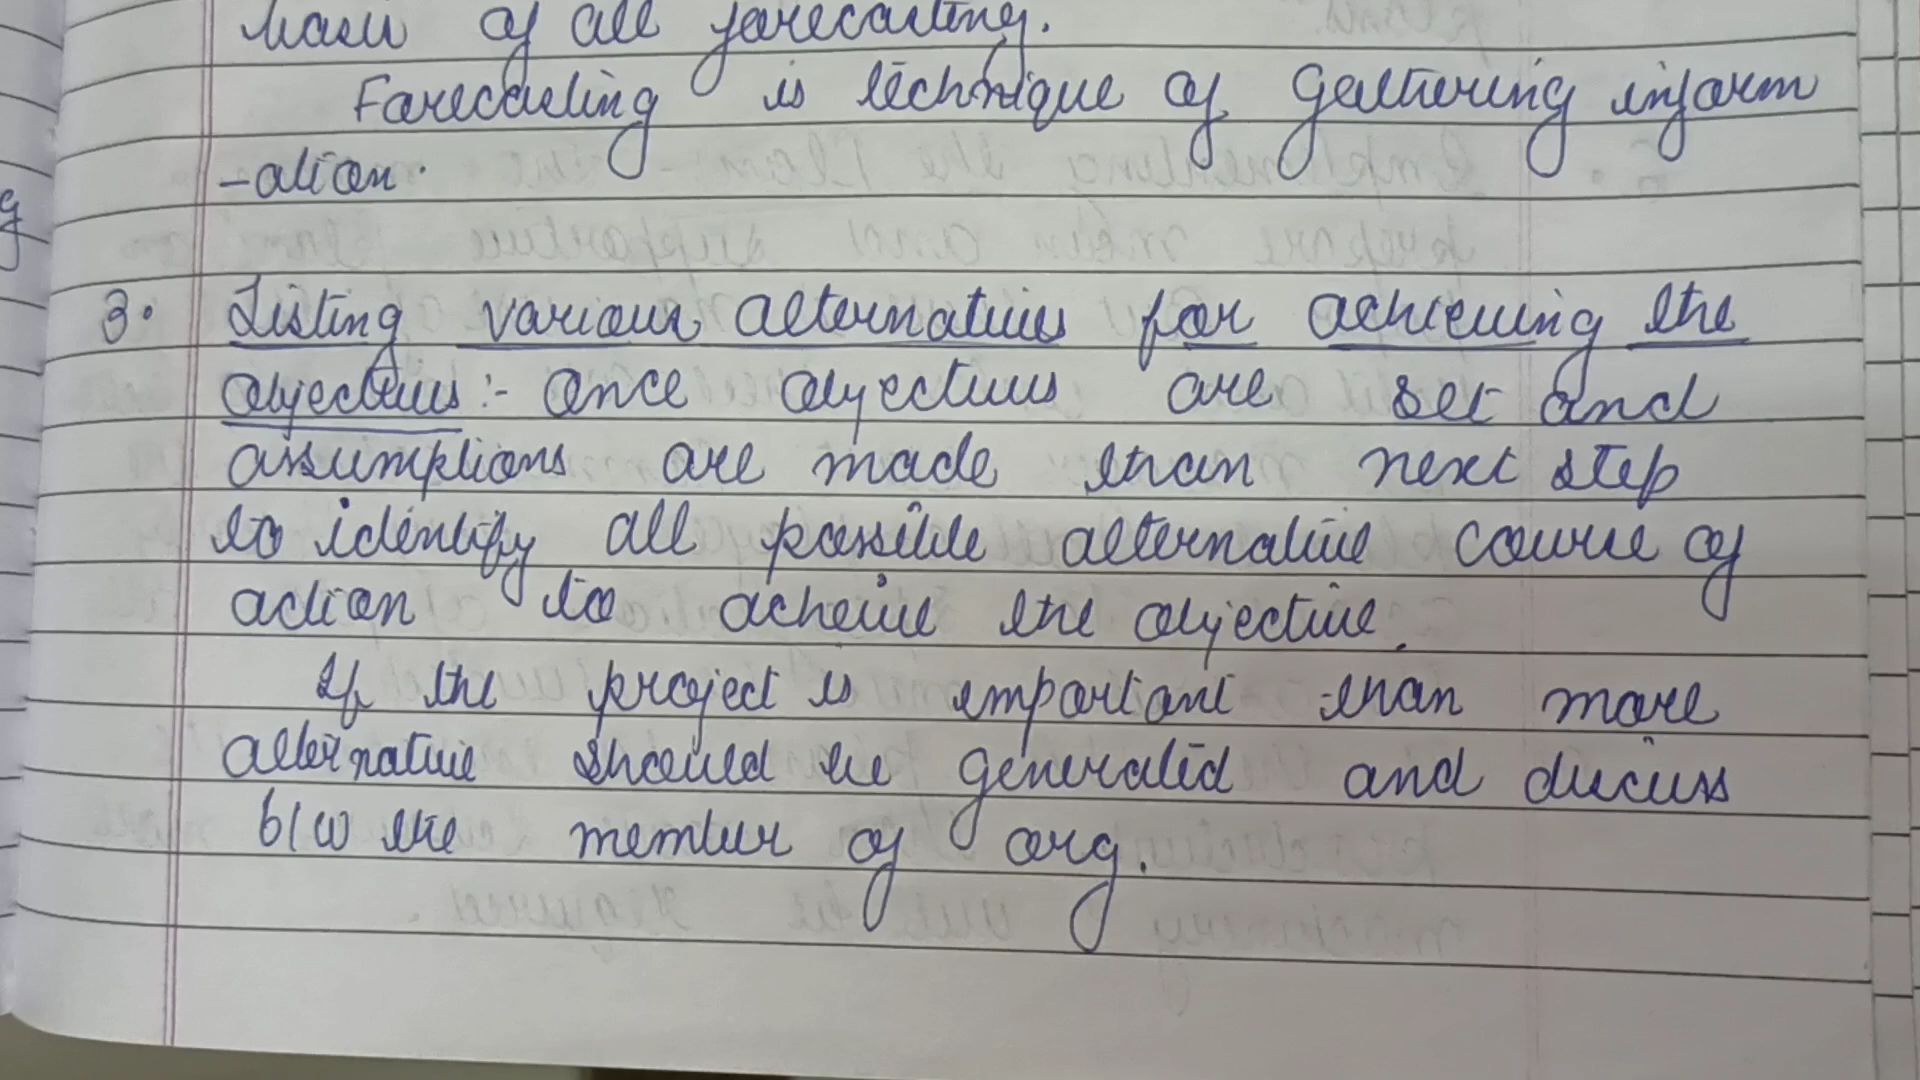 basis of all forecasting.
Forecasting is technique of gathering inform
-ation.
3. Listing various alternatives for achieving the
objectives :- once objectives are set and
assumptions are made than next step
to identify all possible alternative course of
action to acheive the objective.
If the project is important than more
alternative should be generated and discuss
b/w the member of org.